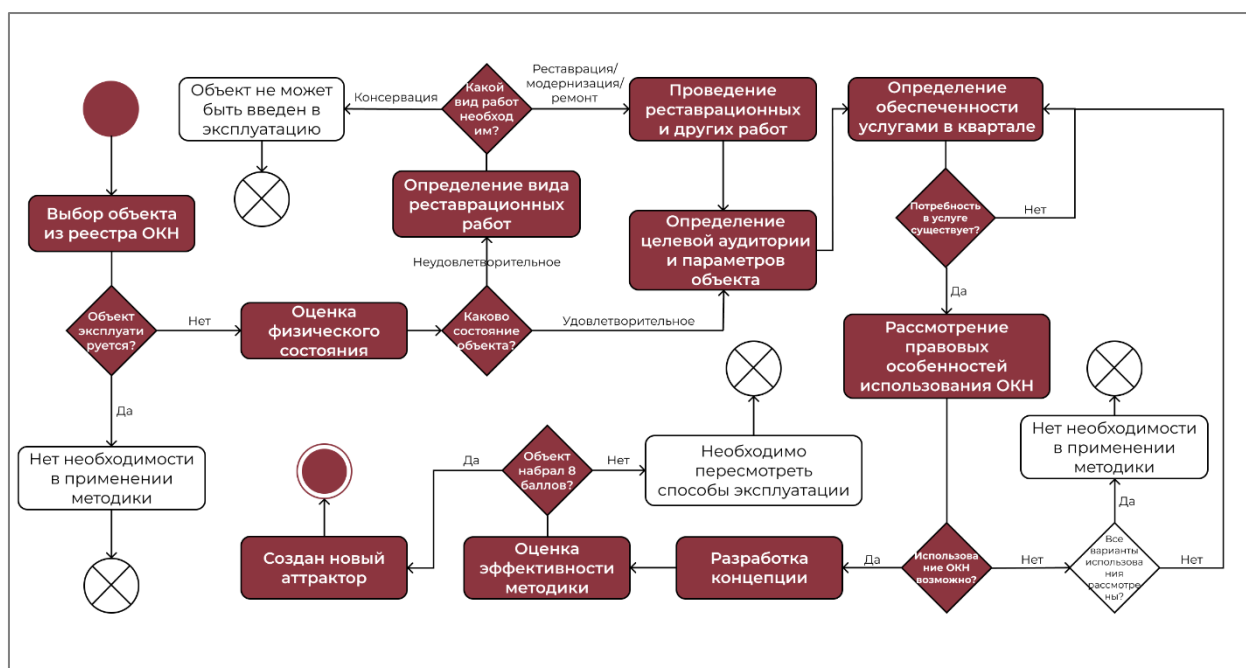 Объект не может
быть введен в
эксплуатацию
Консервация
Какой
вид работ
необход
им?
Реставрация/
модернизация/
ремонт
Проведение
реставрационных
и других работ
Определение
обеспеченности
услугами в квартале
Выбор объекта
из реестра ОКН
Определение вида
реставрационных
работ
Определение
целевой аудитории
и параметров
объекта
Потребность
в услуге
существует?
Нет
Неудовлетворительное
Объект
эксплуати
руется?
Нет
Оценка
физического
состояния
Каково
состояние
объекта?
Удовлетворительное
Да
Рассмотрение
правовых
особенностей
использования ОКН
Да
Нет необходимости
в применении
методики
Нет необходимости
в применении
методики
Да
Объект
набрал 8
баллов?
Нет
Необходимо
пересмотреть
способы эксплуатации
Да
Создан новый
аттрактор
Оценка
эффективности
методики
Разработка
концепции
Да
Использова
ние ОКН
возможно?
Нет
Все
варианты
использова
ния
рассмотре
ны?
Нет